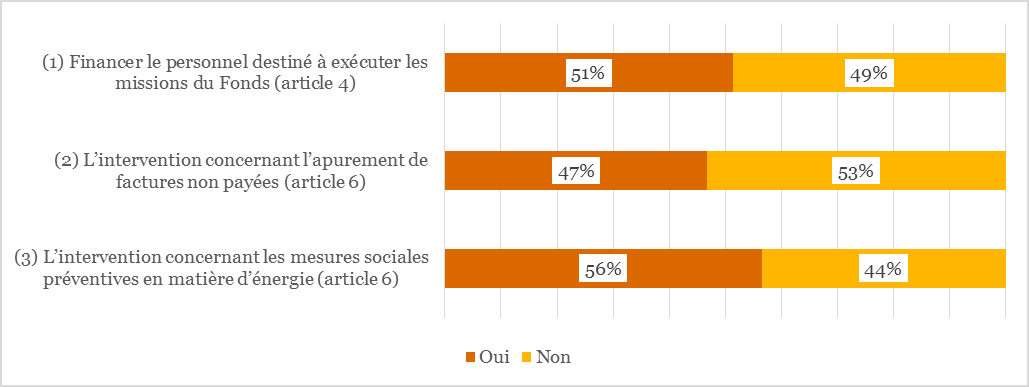 (1) Financer le personnel destiné à exécuter les
missions du Fonds (article 4)
51%
49%
(2) L’intervention concernant l’apurement de
factures non payées (article 6)
47%
53%
(3) L’intervention concernant les mesures sociales
préventives en matière d’énergie (article 6)
56%
44%
Oui
Non